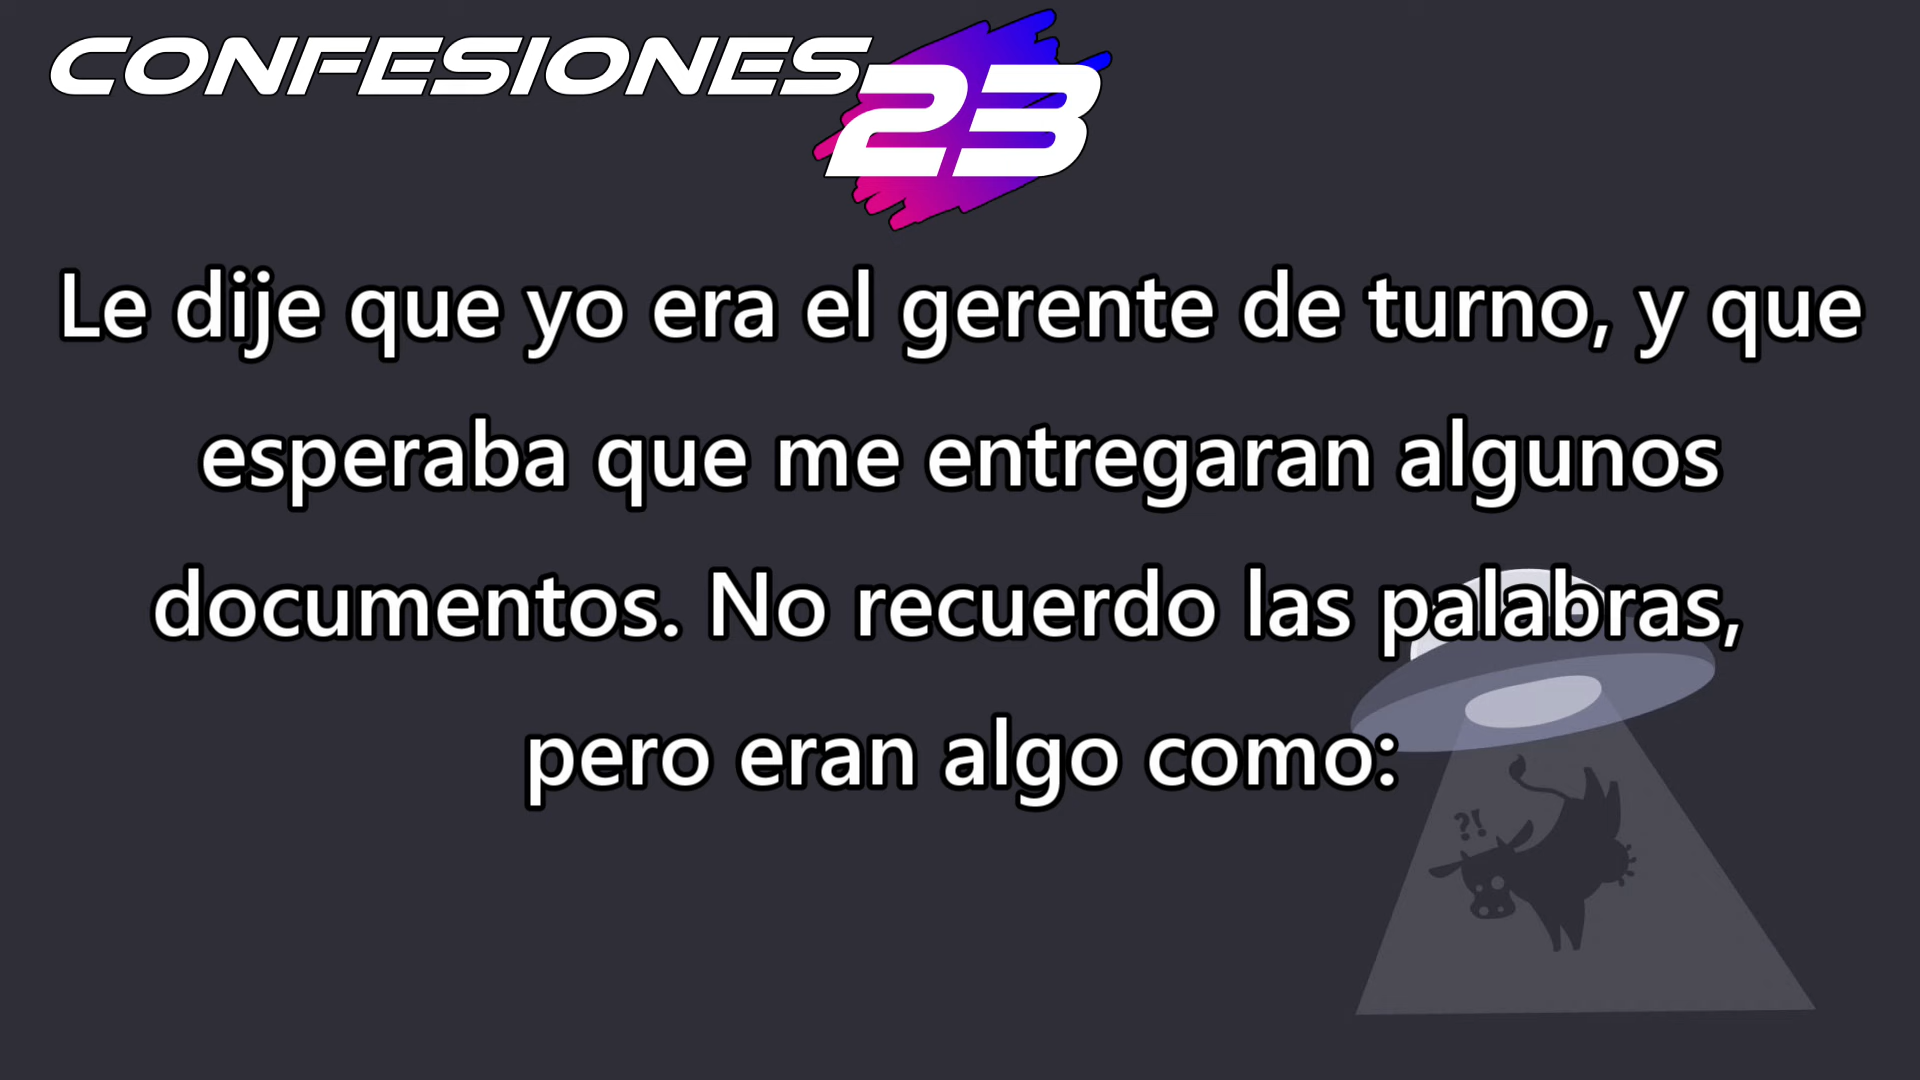 CONFESIONES
23
Le dije que yo era el gerente de turno, y que
esperaba que me entregaran algunos
documentos. No recuerdo las palabras,
pero eran algo como:
?!